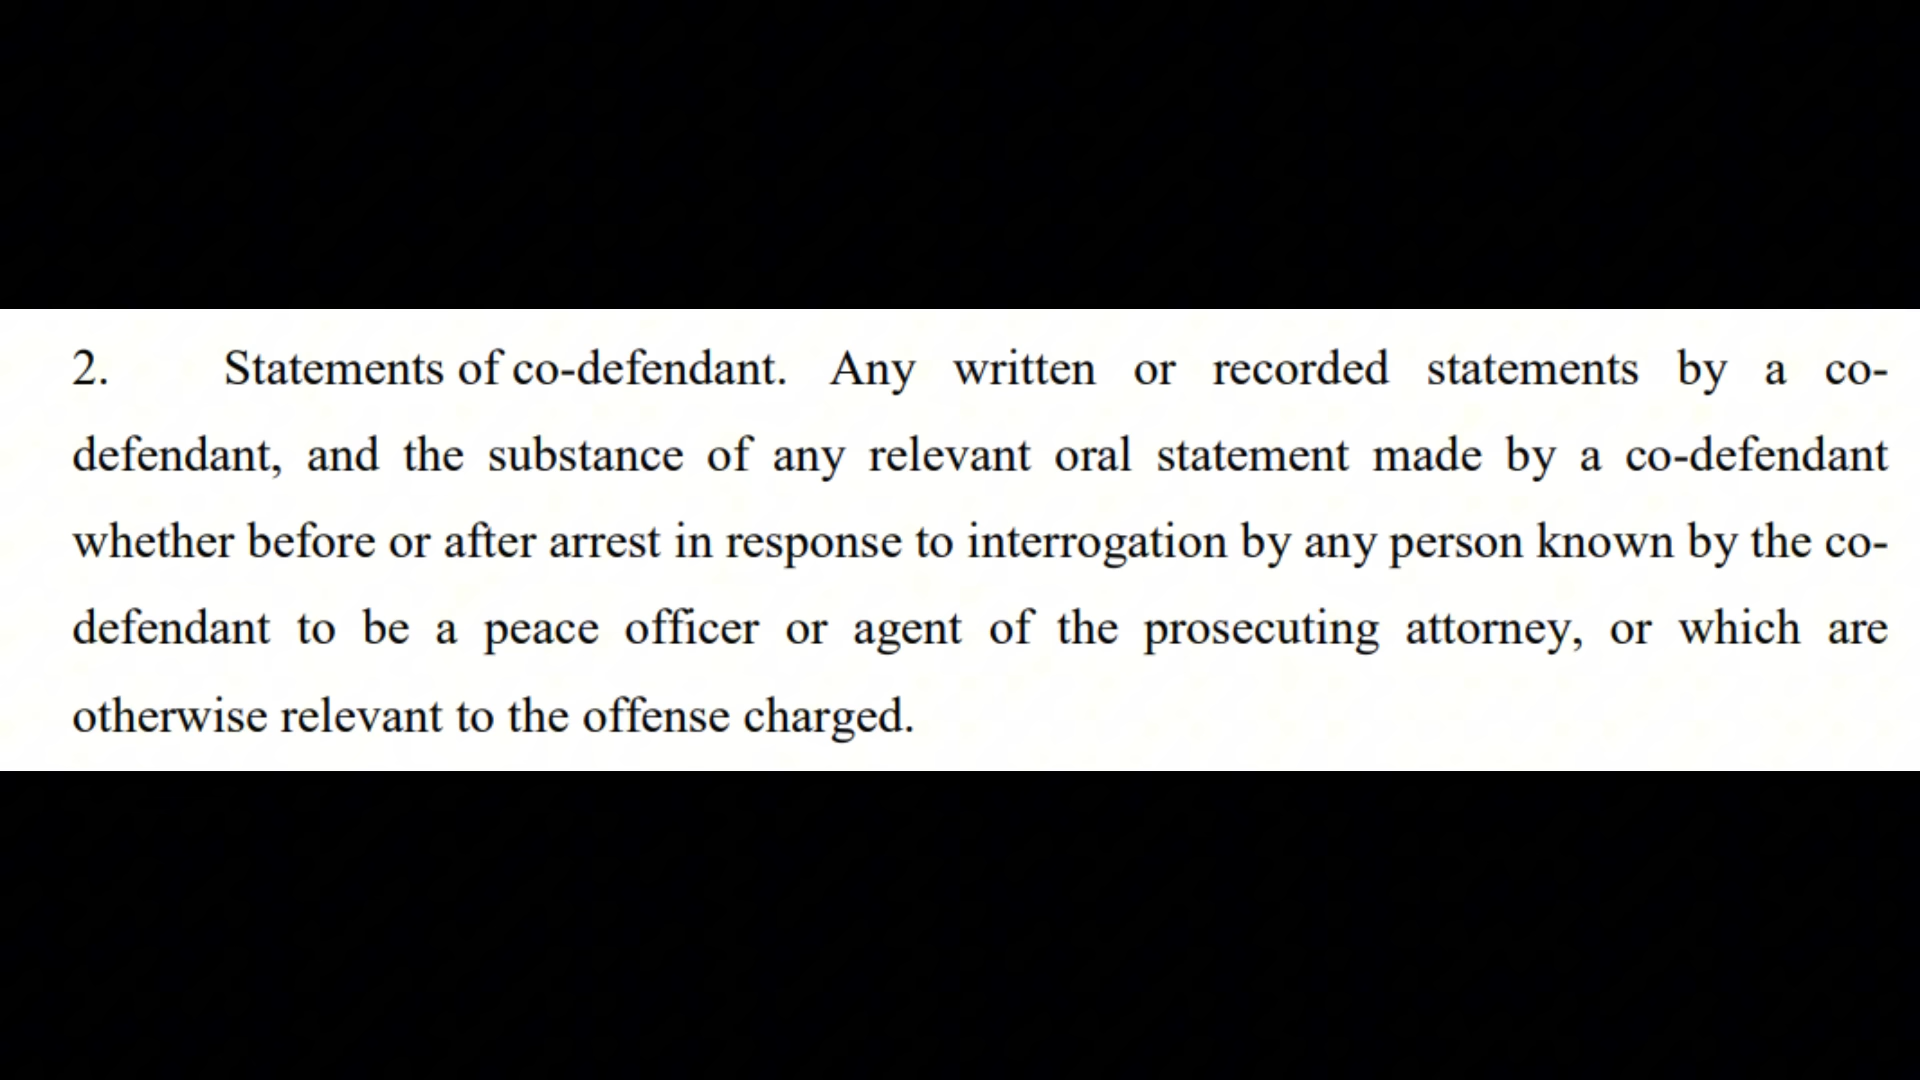 2. Statements of co-defendant. Any written or recorded statements by a co-
defendant, and the substance of any relevant oral statement made by a co-defendant
whether before or after arrest in response to interrogation by any person known by the co-
defendant to be a peace officer or agent of the prosecuting attorney, or which are
otherwise relevant to the offense charged.